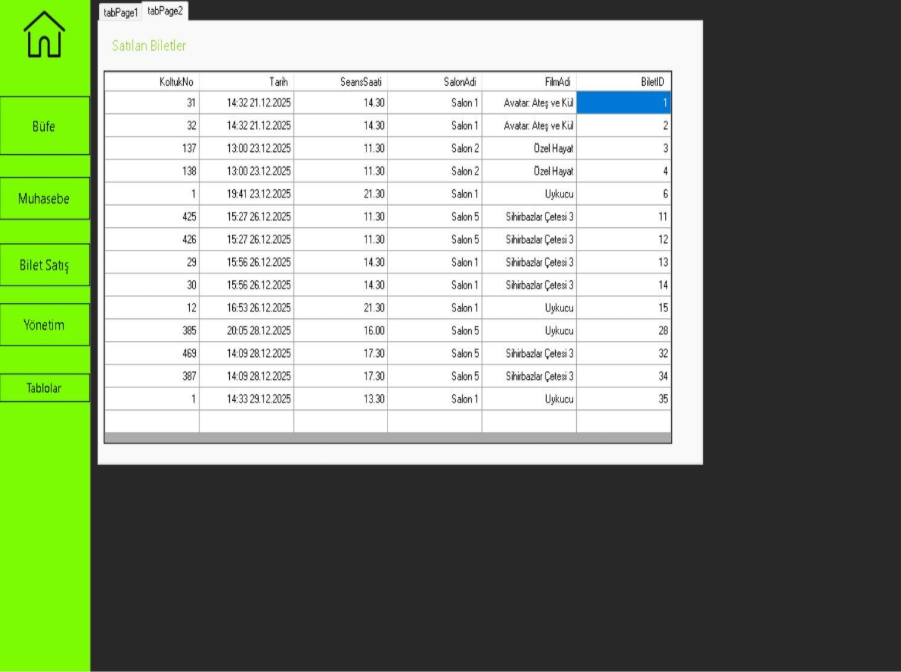 tabPage1 tabPage2
Satılan Biletler
Büfe
Muhasebe
Bilet Satış
Yönetim
Tablolar
KoltukNo Tarih SeansSaati SalonAdi FilmAdi BiletID
31 14:32 21.12.2025 14.30 Salon 1 Avatar: Ateş ve Kül 1
32 14:32 21.12.2025 14.30 Salon 1 Avatar: Ateş ve Kül 2
137 13:00 23.12.2025 11.30 Salon 2 Özel Hayat 3
138 13:00 23.12.2025 11.30 Salon 2 Özel Hayat 4
1 19:41 23.12.2025 21.30 Salon 1 Uykucu 6
425 15:27 26.12.2025 11.30 Salon 5 Sihirbazlar Çetesi 3 11
426 15:27 26.12.2025 11.30 Salon 5 Sihirbazlar Çetesi 3 12
29 15:56 26.12.2025 14.30 Salon 1 Sihirbazlar Çetesi 3 13
30 15:56 26.12.2025 14.30 Salon 1 Sihirbazlar Çetesi 3 14
12 16:53 26.12.2025 21.30 Salon 1 Uykucu 15
385 20:05 28.12.2025 16.00 Salon 5 Uykucu 28
469 14:09 28.12.2025 17.30 Salon 5 Sihirbazlar Çetesi 3 32
387 14:09 28.12.2025 17.30 Salon 5 Sihirbazlar Çetesi 3 34
1 14:33 29.12.2025 13.30 Salon 1 Uykucu 35